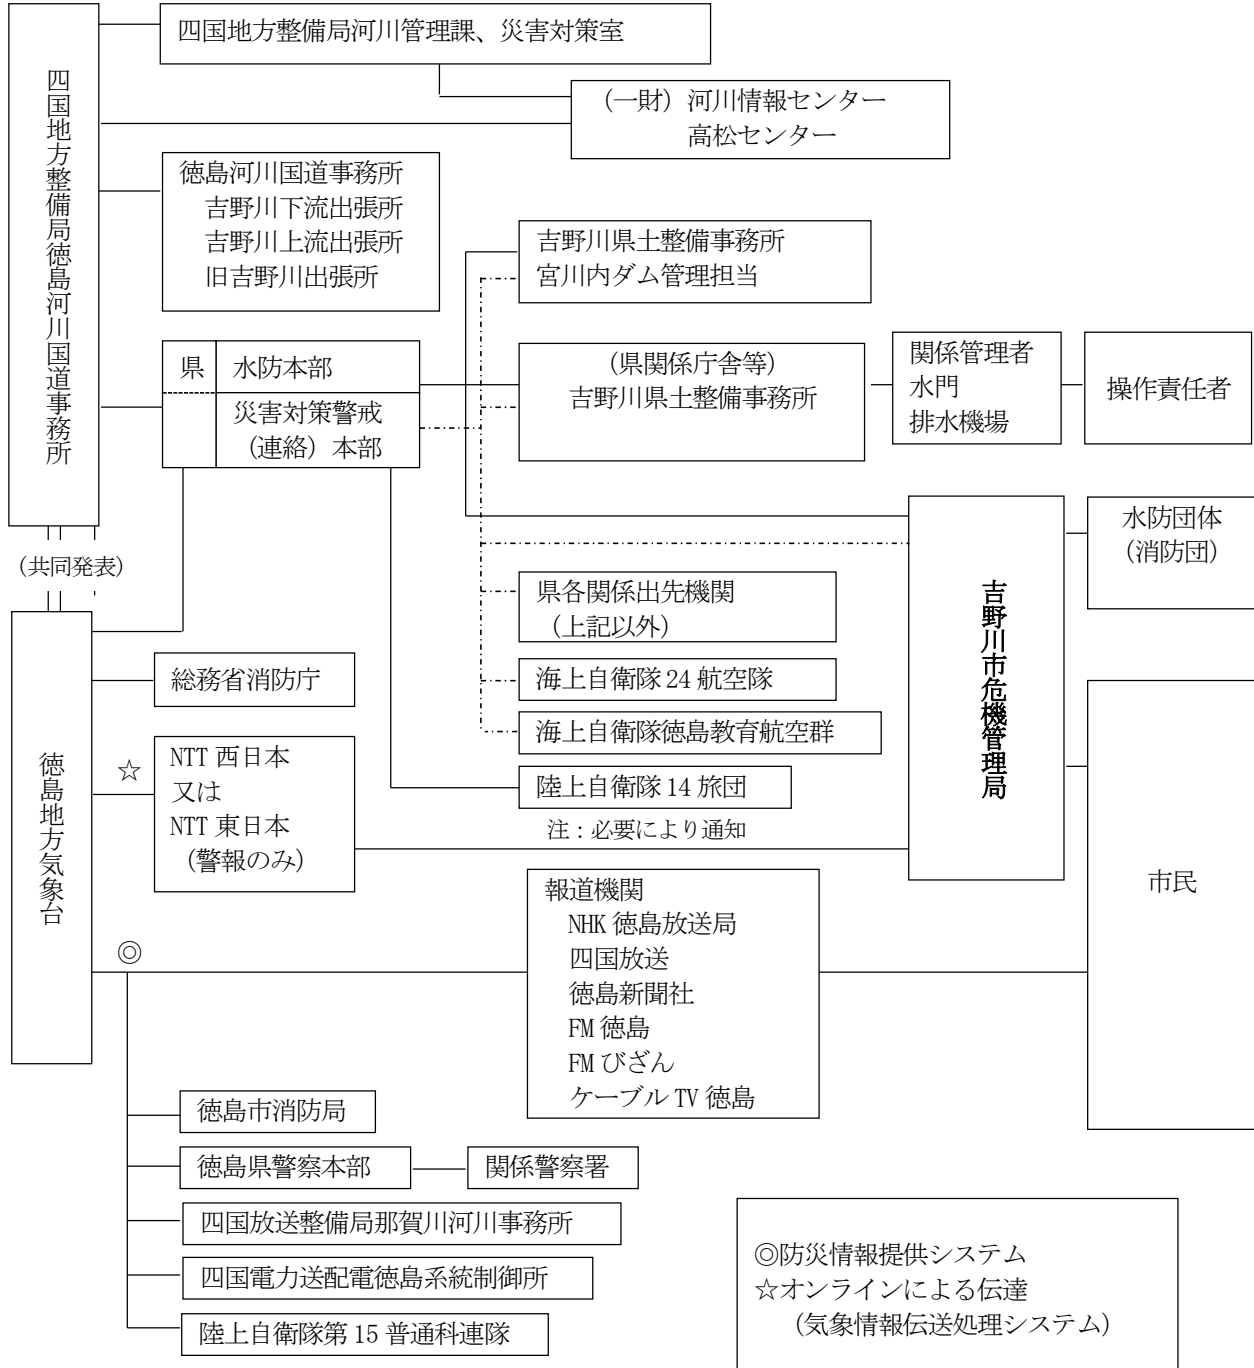 四国地方整備局徳島河川国道事務所
四国地方整備局河川管理課、災害対策室
（一財）河川情報センター
高松センター
徳島河川国道事務所
吉野川下流出張所
吉野川上流出張所
旧吉野川出張所
吉野川県土整備事務所
宮川内ダム管理担当
県
水防本部
災害対策警戒
（連絡）本部
（県関係庁舎等）
吉野川県土整備事務所
関係管理者
水門
排水機場
操作責任者
（共同発表）
吉野川市危機管理局
水防団体
（消防団）
県各関係出先機関
（上記以外）
海上自衛隊24航空隊
海上自衛隊徳島教育航空群
陸上自衛隊14旅団
注：必要により通知
徳島地方気象台
総務省消防庁
☆
NTT西日本
又は
NTT東日本
（警報のみ）
◎
報道機関
NHK徳島放送局
四国放送
徳島新聞社
FM徳島
FMびざん
ケーブルTV徳島
市民
徳島市消防局
徳島県警察本部
関係警察署
四国放送整備局那賀川河川事務所
四国電力送配電徳島系統制御所
陸上自衛隊第15普通科連隊
◎防災情報提供システム
☆オンラインによる伝達
（気象情報伝送処理システム）